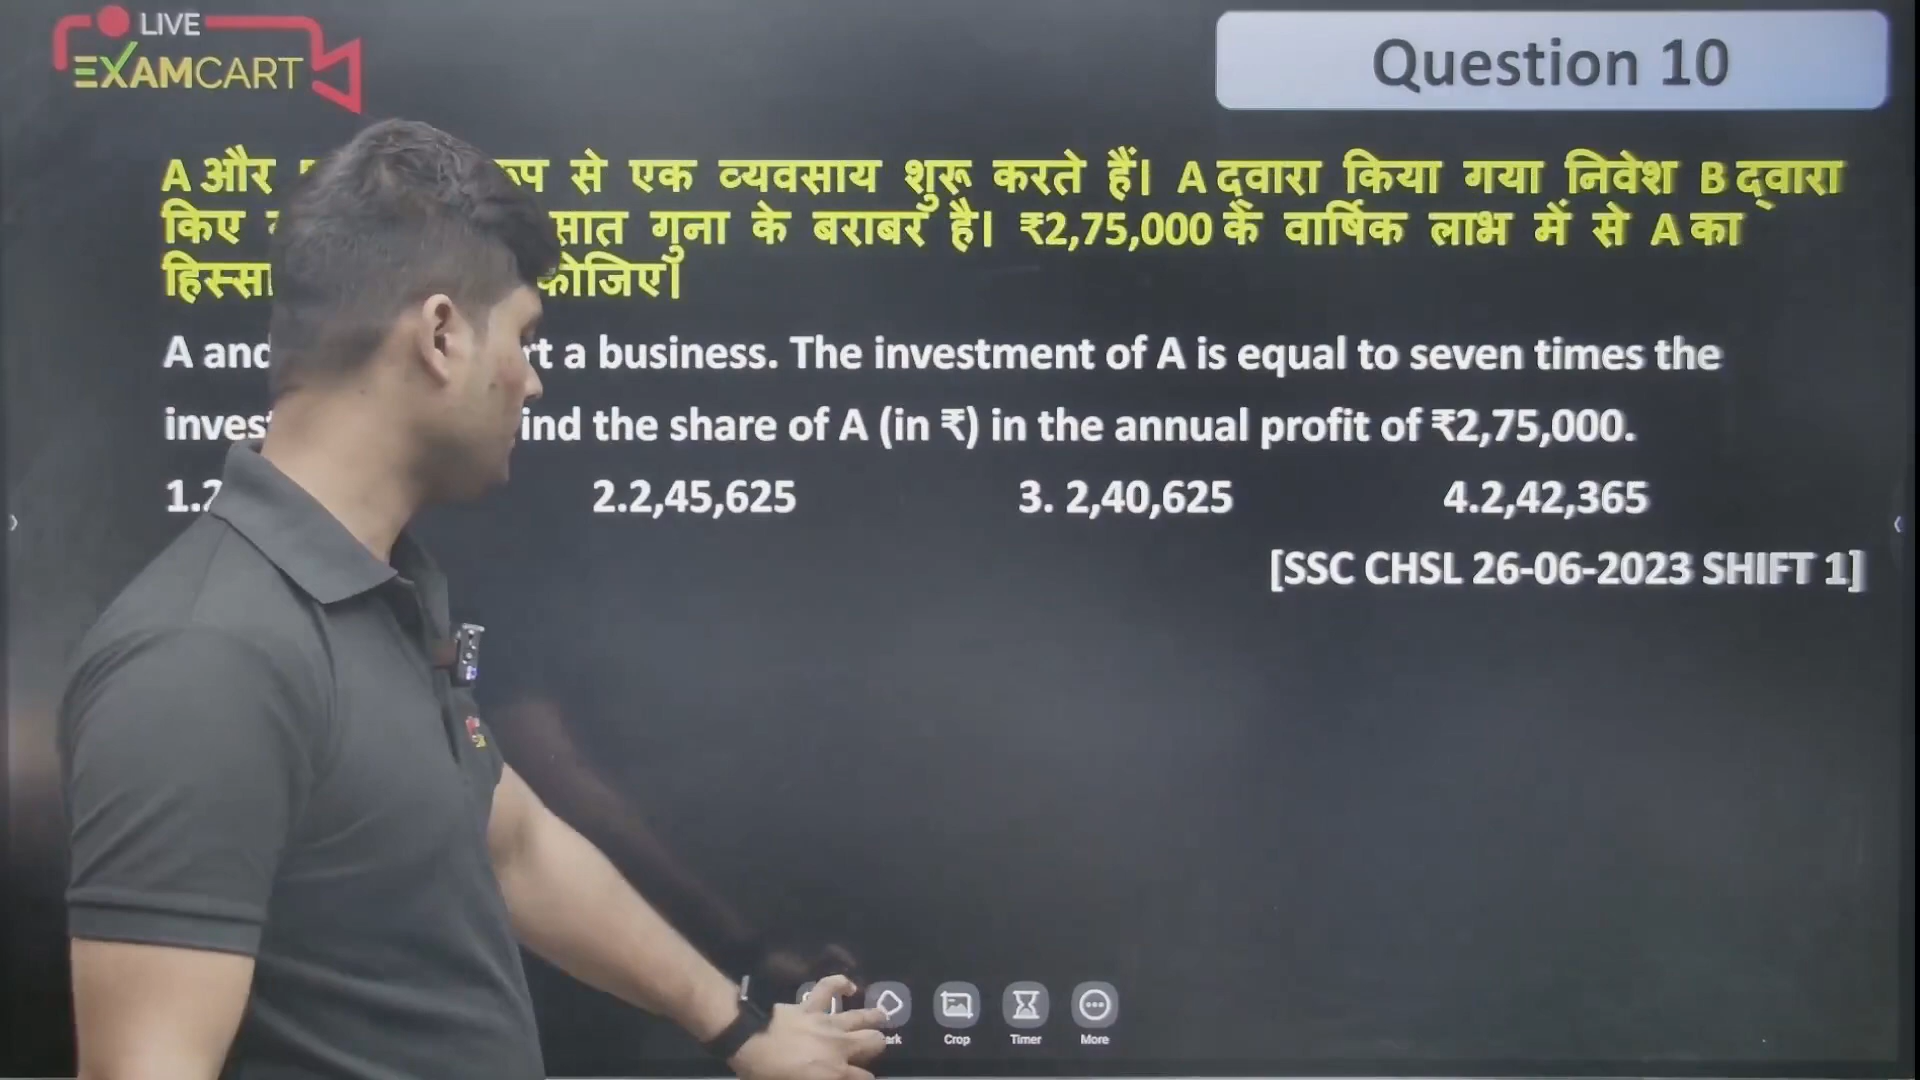 LIVE
EXAMCART
Question 10
A और से एक व्यवसाय शुरू करते हैं। A द्वारा किया गया निवेश B द्वारा
किए सात गुना के बराबर है। ₹2,75,000 के वार्षिक लाभ में से A का
हिस्सा कीजिए।
A and a business. The investment of A is equal to seven times the
the share of A (in ₹) in the annual profit of ₹2,75,000.
1. 2.2,45,625 3. 2,40,625 4.2,42,365
[SSC CHSL 26-06-2023 SHIFT 1]
Crop Timer More